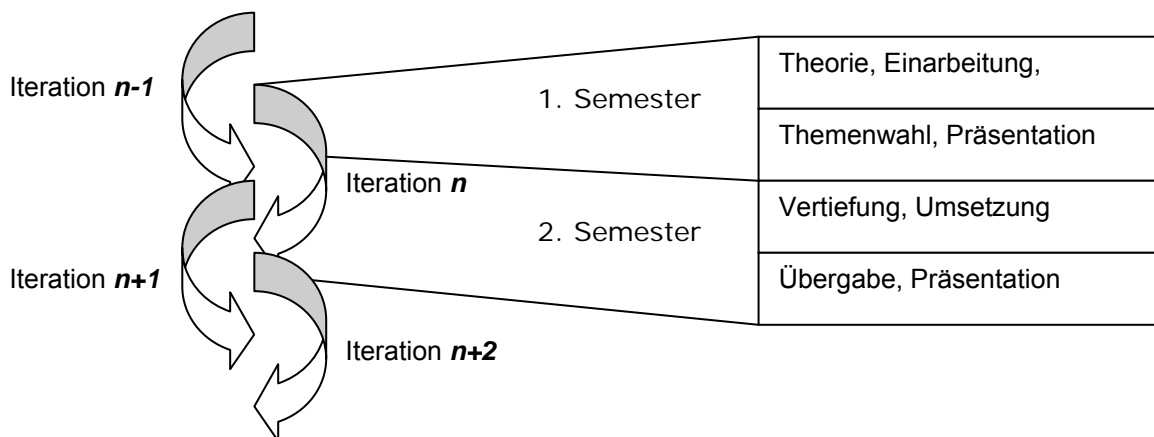 Iteration n-1
Iteration n
Iteration n+1
Iteration n+2
1. Semester
2. Semester
Theorie, Einarbeitung,
Themenwahl, Präsentation
Vertiefung, Umsetzung
Übergabe, Präsentation